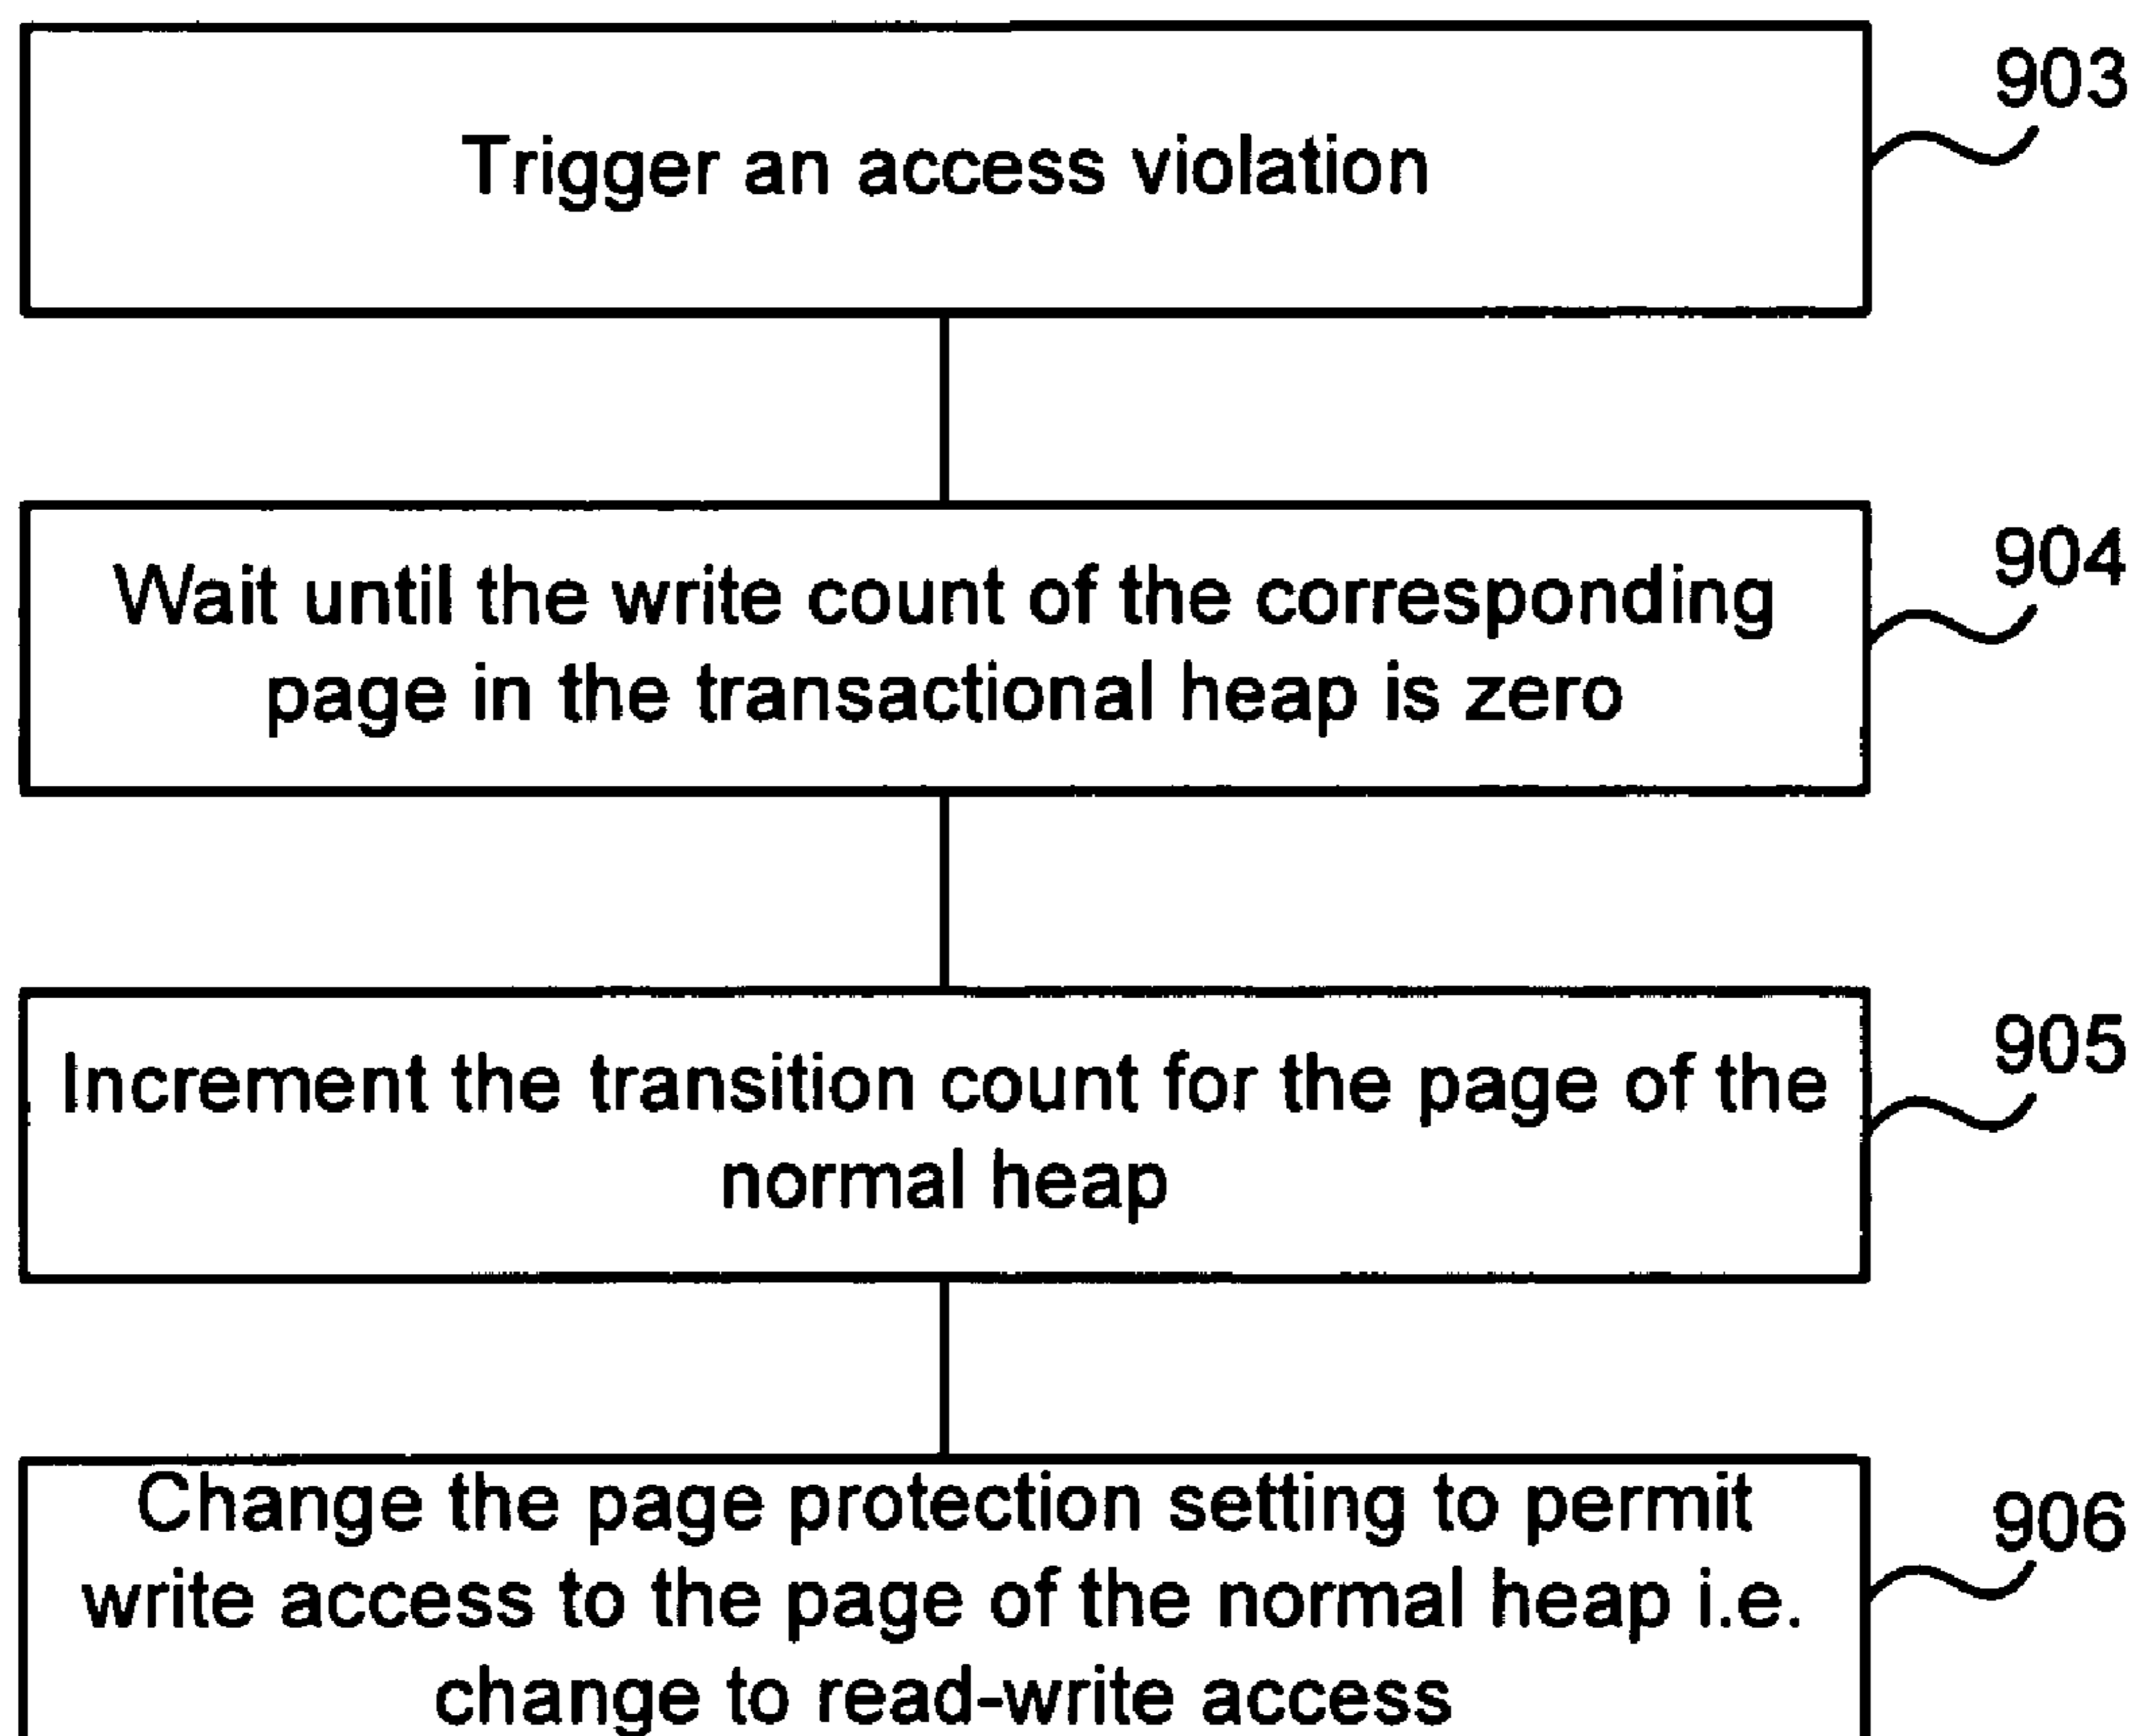 903
Trigger an access violation
904
Wait until the write count of the corresponding
page in the transactional heap is zero
905
Increment the transition count for the page of the
normal heap
906
Change the page protection setting to permit
write access to the page of the normal heap i.e.
change to read-write access